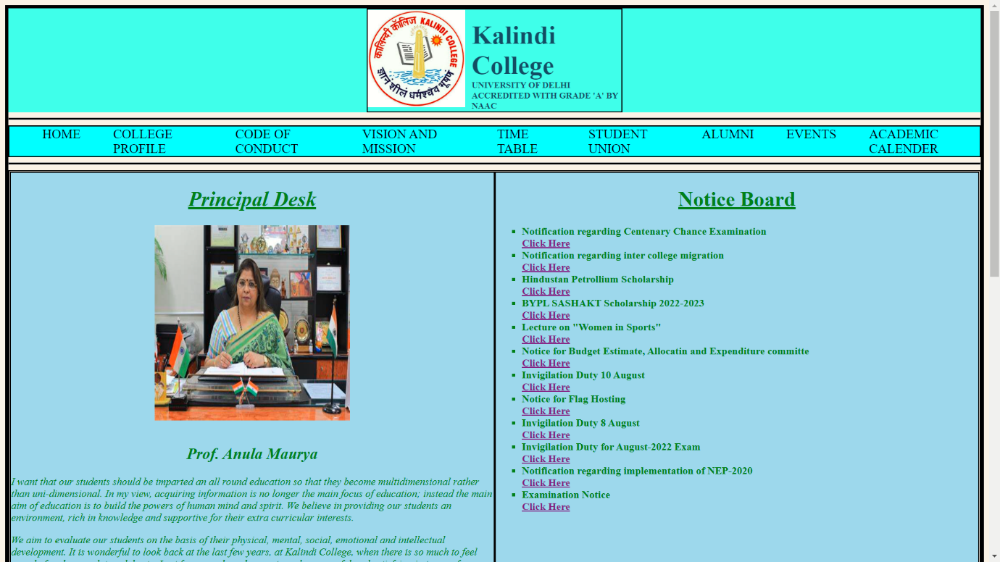 कालिन्दी कॉलिज KALINDI COLLEGE
ज्ञानं शीलं धर्मश्चैव भूषणं
Kalindi
College
UNIVERSITY OF DELHI
ACCREDITED WITH GRADE 'A' BY
NAAC
HOME
COLLEGE
PROFILE
CODE OF
CONDUCT
VISION AND
MISSION
TIME
TABLE
STUDENT
UNION
ALUMNI
EVENTS
ACADEMIC
CALENDER
Principal Desk
Prof. Anula Maurya
I want that our students should be imparted an all round education so that they become multidimensional rather
than uni-dimensional. In my view, acquiring information is no longer the main focus of education; instead the main
aim of education is to build the powers of human mind and spirit. We believe in providing our students an
environment, rich in knowledge and supportive for their extra curricular interests.
We aim to evaluate our students on the basis of their physical, mental, social, emotional and intellectual
development. It is wonderful to look back at the last few years, at Kalindi College, when there is so much to feel
Notice Board
Notification regarding Centenary Chance Examination
Click Here
Notification regarding inter college migration
Click Here
Hindustan Petrollium Scholarship
Click Here
BYPL SASHAKT Scholarship 2022-2023
Click Here
Lecture on "Women in Sports"
Click Here
Notice for Budget Estimate, Allocatin and Expenditure committe
Click Here
Invigilation Duty 10 August
Click Here
Notice for Flag Hosting
Click Here
Invigilation Duty 8 August
Click Here
Invigilation Duty for August-2022 Exam
Click Here
Notification regarding implementation of NEP-2020
Click Here
Examination Notice
Click Here